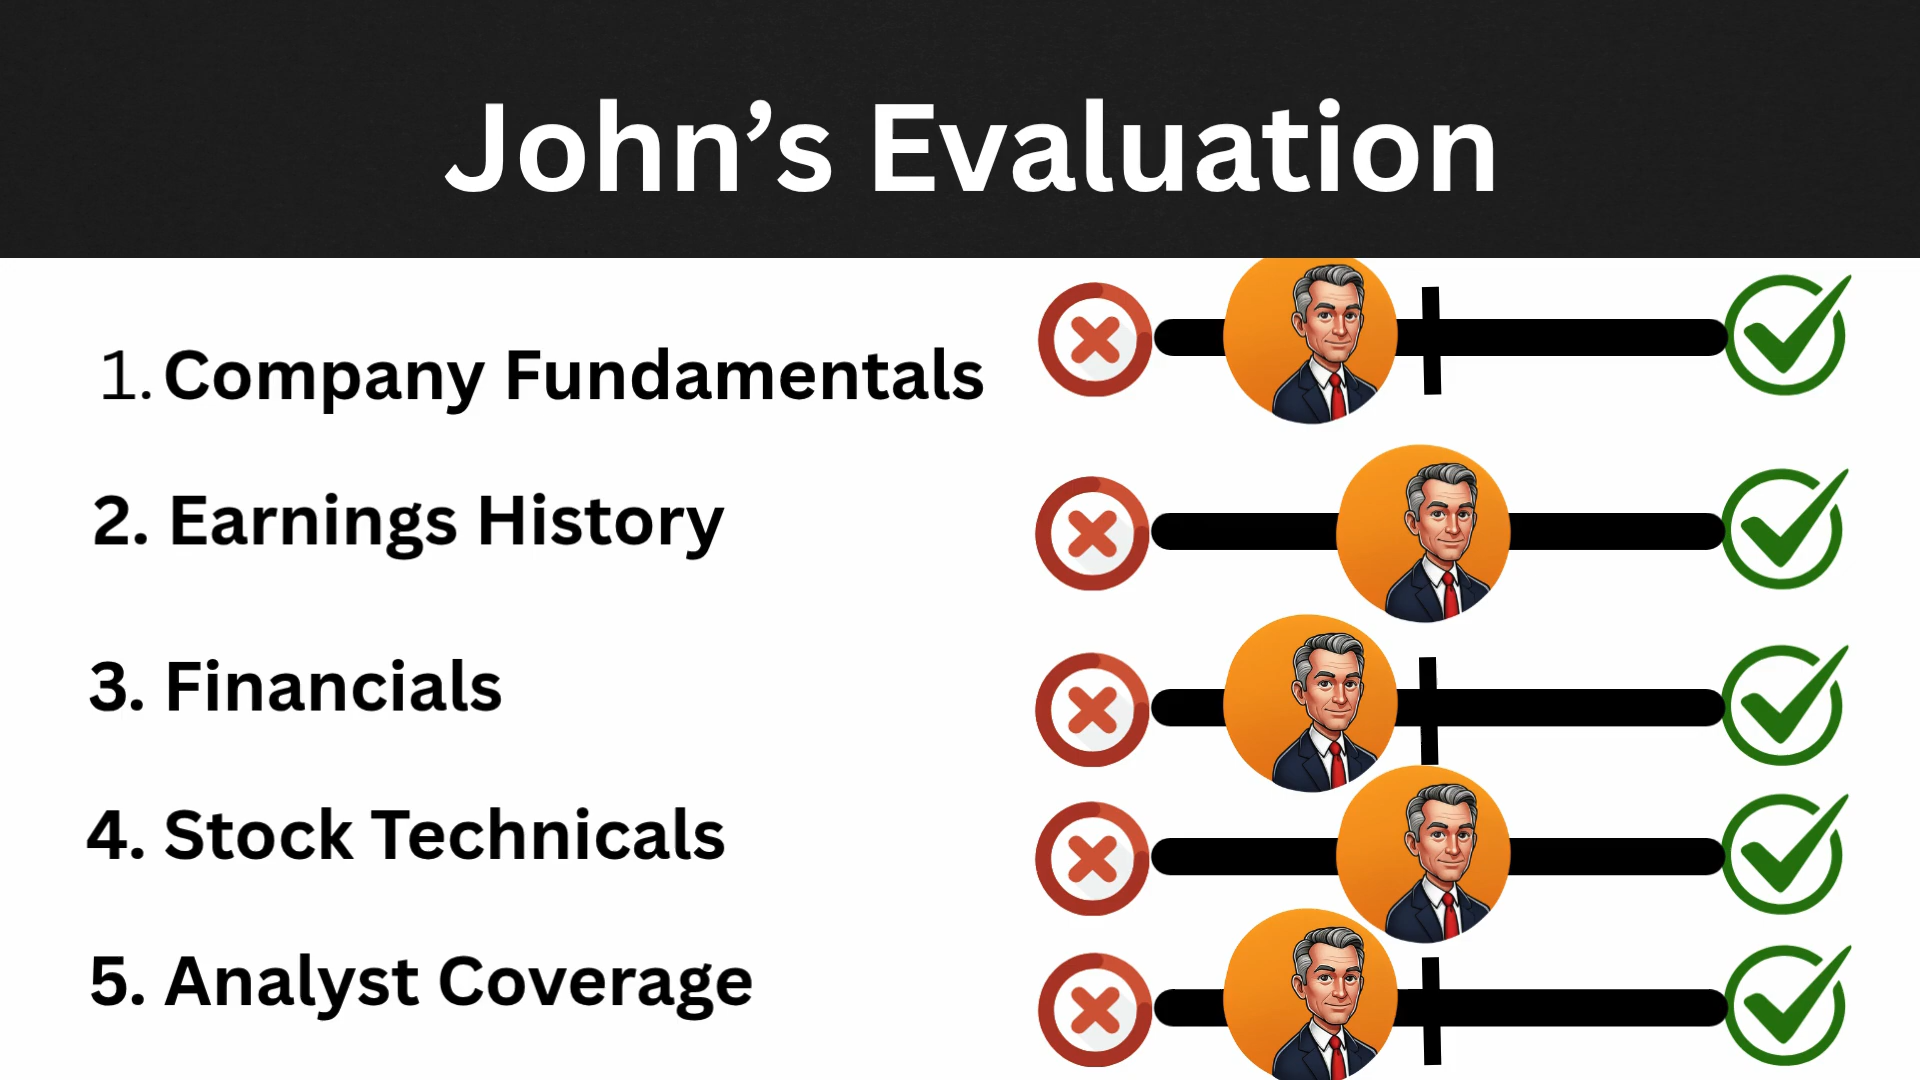 John’s Evaluation
1. Company Fundamentals
2. Earnings History
3. Financials
4. Stock Technicals
5. Analyst Coverage